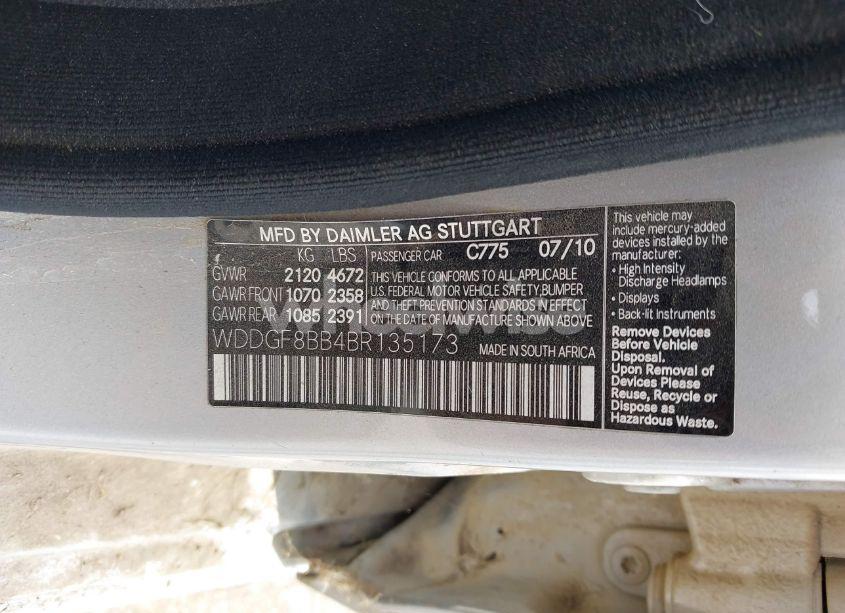 MFD BY DAIMLER AG STUTTGART
KG LBS
GVWR 2120 4672
GAWR FRONT 1070 2358
GAWR REAR 1085 2391
PASSENGER CAR C775 07/10
THIS VEHICLE CONFORMS TO ALL APPLICABLE
U.S. FEDERAL MOTOR VEHICLE SAFETY, BUMPER
AND THEFT PREVENTION STANDARDS IN EFFECT
ON THE DATE OF MANUFACTURE SHOWN ABOVE
WDDGF8BB4BR135173 MADE IN SOUTH AFRICA
This vehicle may
include mercury-added
devices installed by the
manufacturer:
• High Intensity
Discharge Headlamps
• Displays
• Back-lit Instruments
Remove Devices
Before Vehicle
Disposal.
Upon Removal of
Devices Please
Reuse, Recycle or
Dispose as
Hazardous Waste.